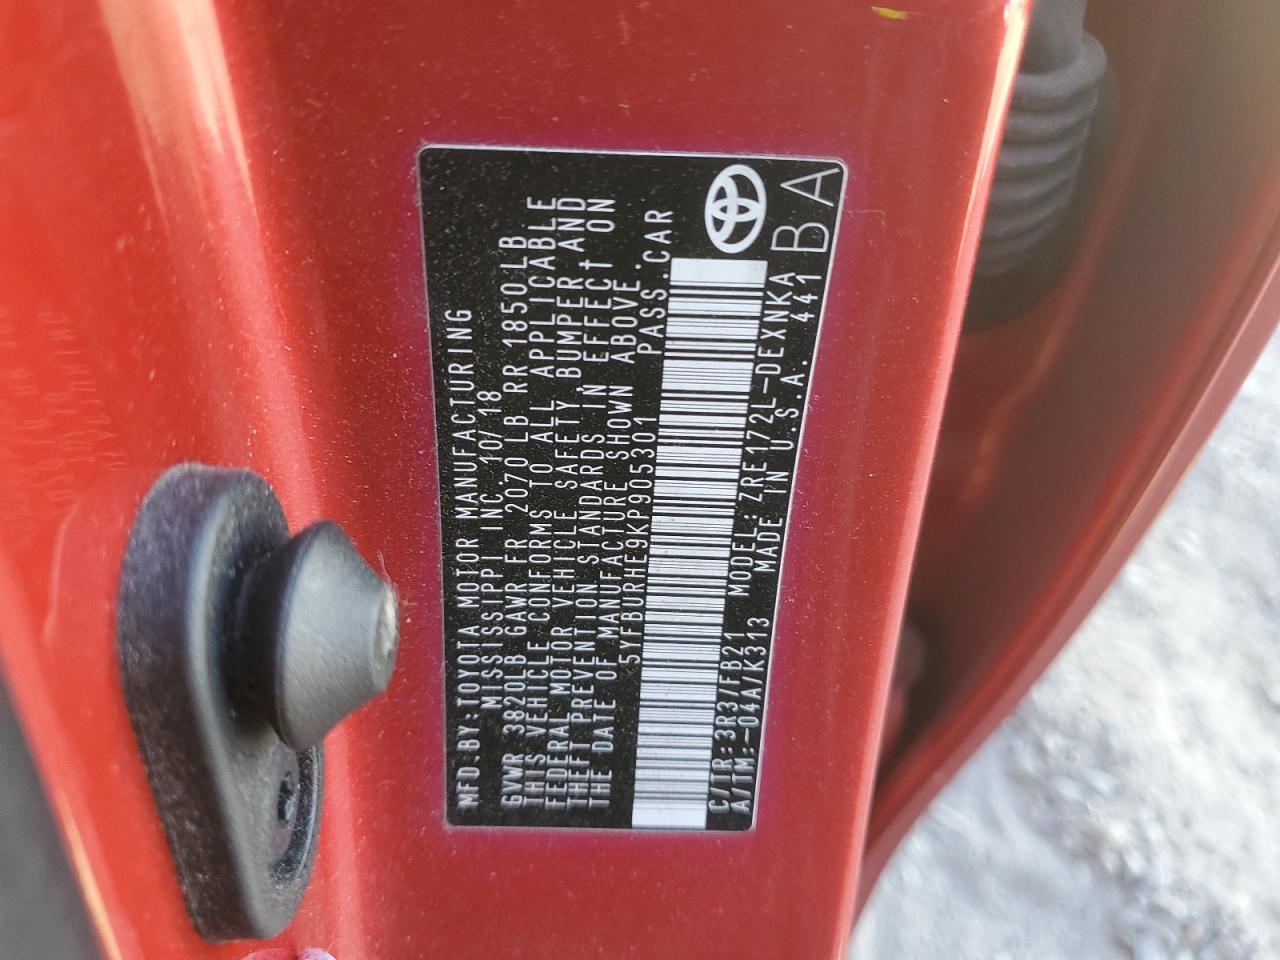 MFD.BY:TOYOTA MOTOR MANUFACTURING
MISSISSIPPI INC. 10/18
GVWR 3820LB GAWR FR 2070 LB RR 1850 LB
THIS VEHICLE CONFORMS TO ALL APPLICABLE
FEDERAL MOTOR VEHICLE SAFETY,BUMPER,AND
THEFT PREVENTION STANDARDS IN EFFECT ON
THE DATE OF MANUFACTURE SHOWN ABOVE.
5YFBURHE9KP905301 PASS.CAR
C/TR:3R3/FB21 MODEL:ZRE172L-DEXNKA
A/TM:-04A/K313 MADE IN U.S.A. 441 BA